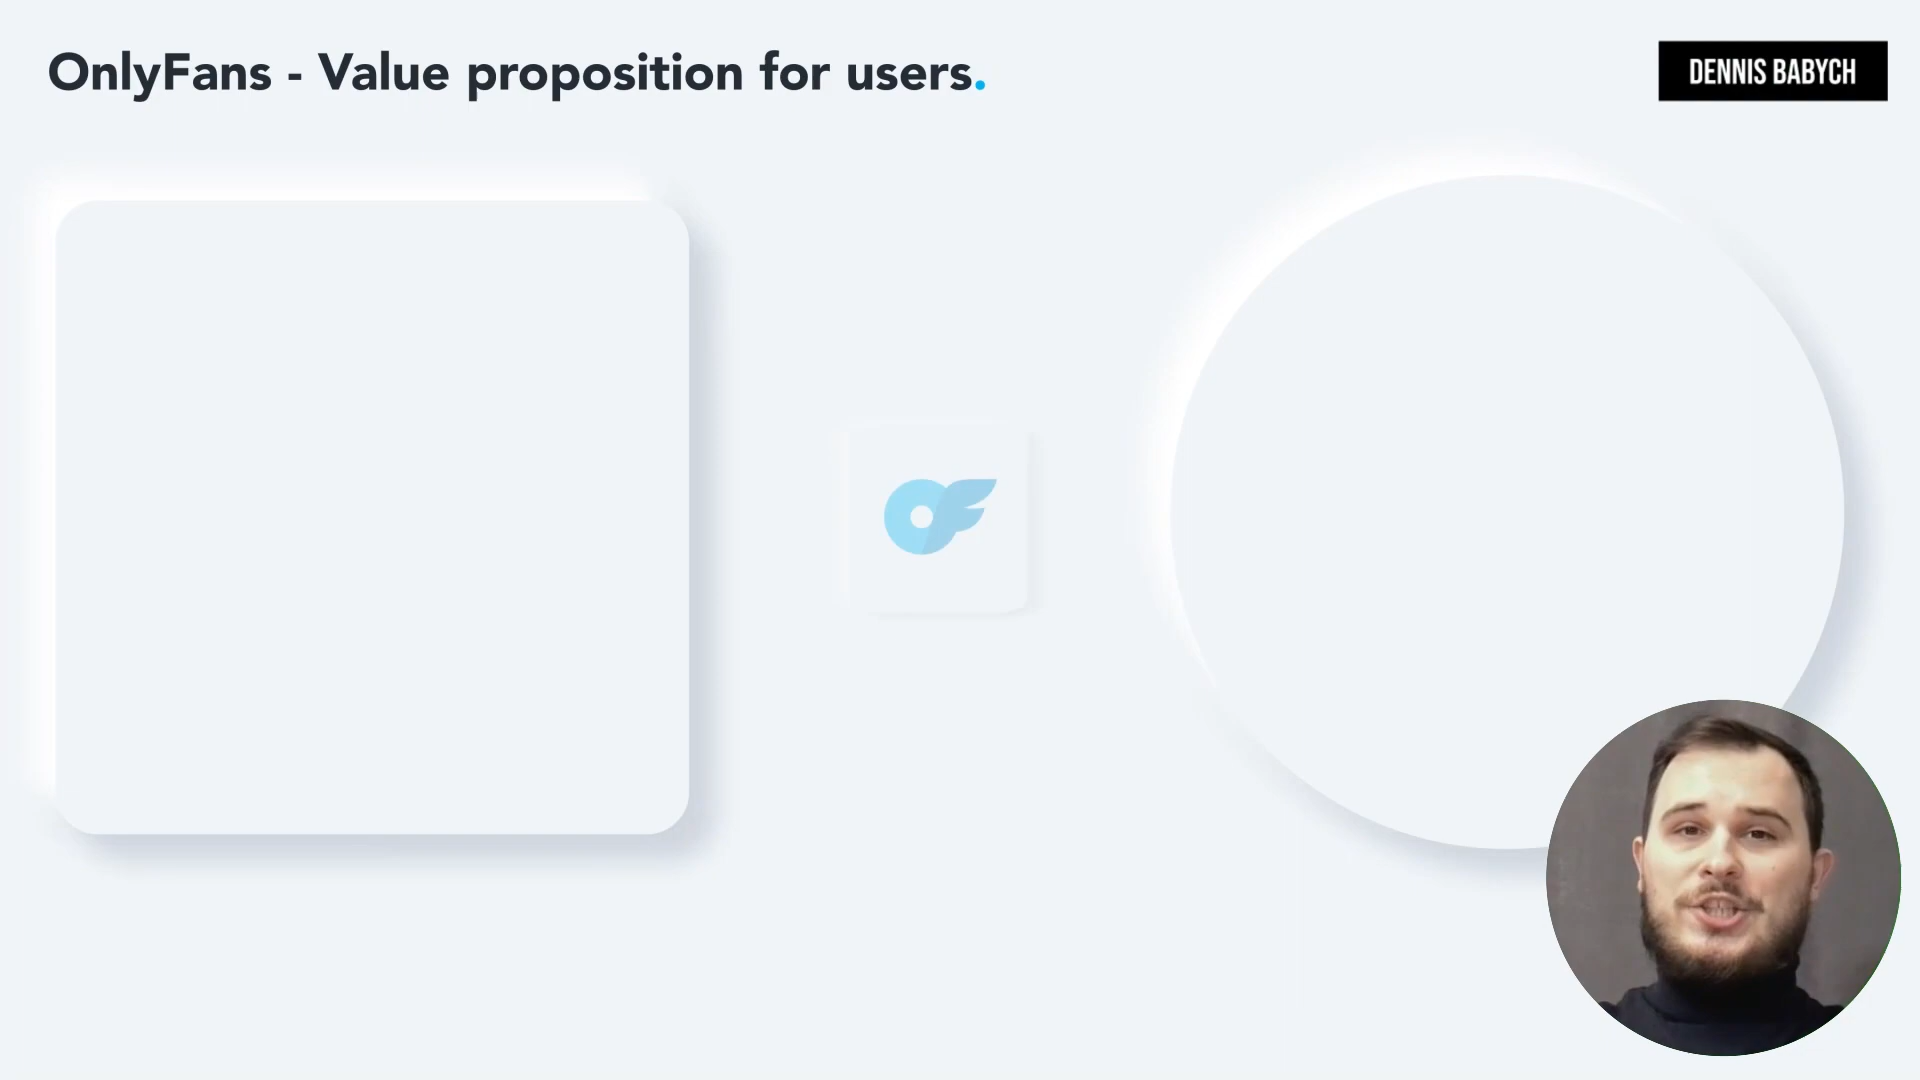 OnlyFans - Value proposition for users.
DENNIS BABYCH